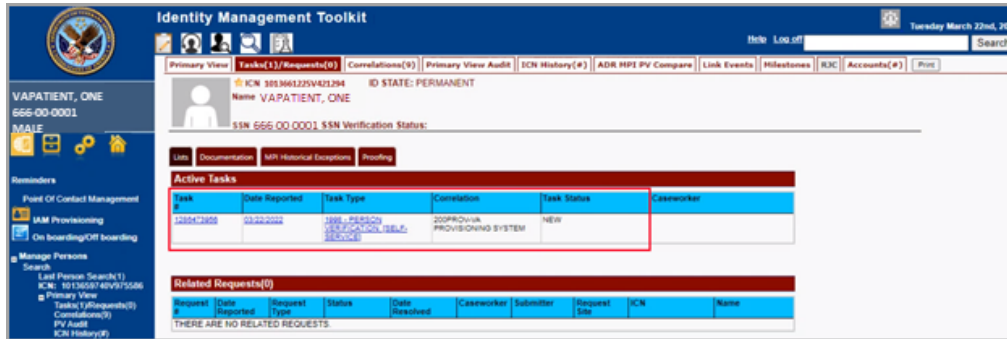 Identity Management Toolkit
Tuesday March 22nd, 20
Help Log off
Search
Primary View Tasks(1)/Requests(0) Correlations(9) Primary View Audit ICN History(#) ADR MPI PV Compare Link Events Milestones RJC Accounts(#) Print
VAPATIENT, ONE
666-00-0001
MALE
ICN 1013661225V421294 ID STATE: PERMANENT
Name VAPATIENT, ONE
SSN 666 00 0001 SSN Verification Status:
Lists Documentation MPI Historical Exceptions Proofing
Reminders
Point Of Contact Management
IAM Provisioning
On boarding/Off boarding
Manage Persons
Search
Last Person Search(1)
ICN: 1013659740V975586
Primary View
Tasks(1)/Requests(0)
Correlations(9)
PV Audit
ICN History(#)
Active Tasks
Task # Date Reported Task Type Correlation Task Status Caseworker
1286473956 03/22/2022 1998 - PERSON VERIFICATION (SELF-SERVICE) 200PROV-VA PROVISIONING SYSTEM NEW
Related Requests(0)
Request # Date Reported Request Type Status Date Resolved Caseworker Submitter Request Site ICN Name
THERE ARE NO RELATED REQUESTS.